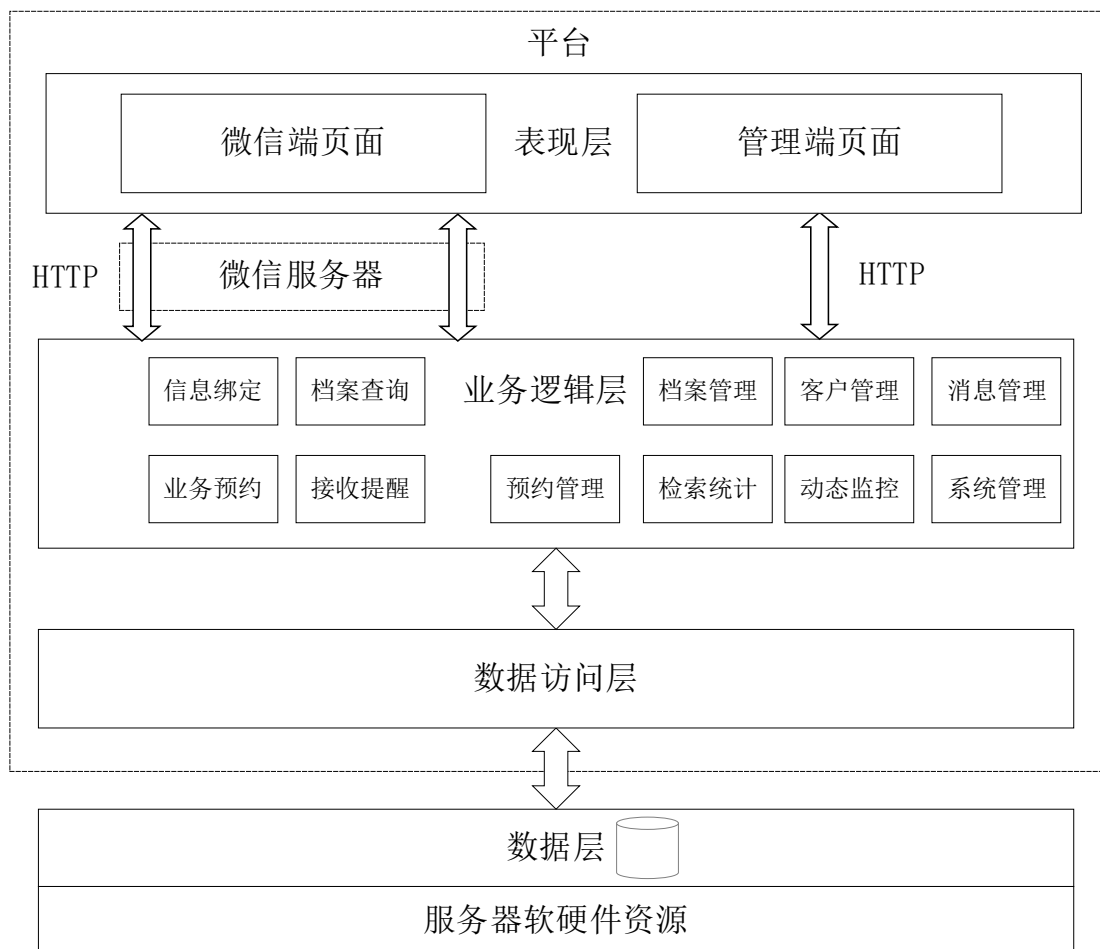 平台
微信端页面 表现层 管理端页面
HTTP 微信服务器 HTTP
信息绑定 档案查询 业务逻辑层 档案管理 客户管理 消息管理
业务预约 接收提醒 预约管理 检索统计 动态监控 系统管理
数据访问层
数据层
服务器软硬件资源